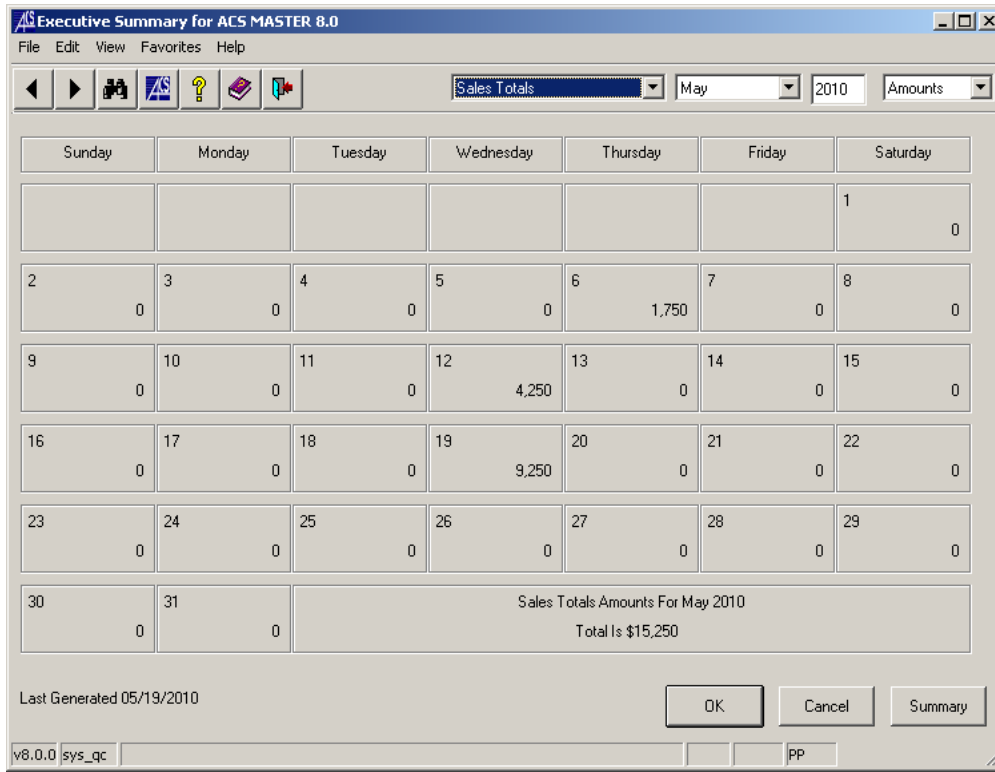 Executive Summary for ACS MASTER 8.0
File Edit View Favorites Help
Sales Totals May 2010 Amounts
Sunday Monday Tuesday Wednesday Thursday Friday Saturday
1
0
2 3 4 5 6 7 8
0 0 0 0 1,750 0 0
9 10 11 12 13 14 15
0 0 0 4,250 0 0 0
16 17 18 19 20 21 22
0 0 0 9,250 0 0 0
23 24 25 26 27 28 29
0 0 0 0 0 0 0
30 31 Sales Totals Amounts For May 2010
0 0 Total Is $15,250
Last Generated 05/19/2010 OK Cancel Summary
v8.0.0 sys_qc PP